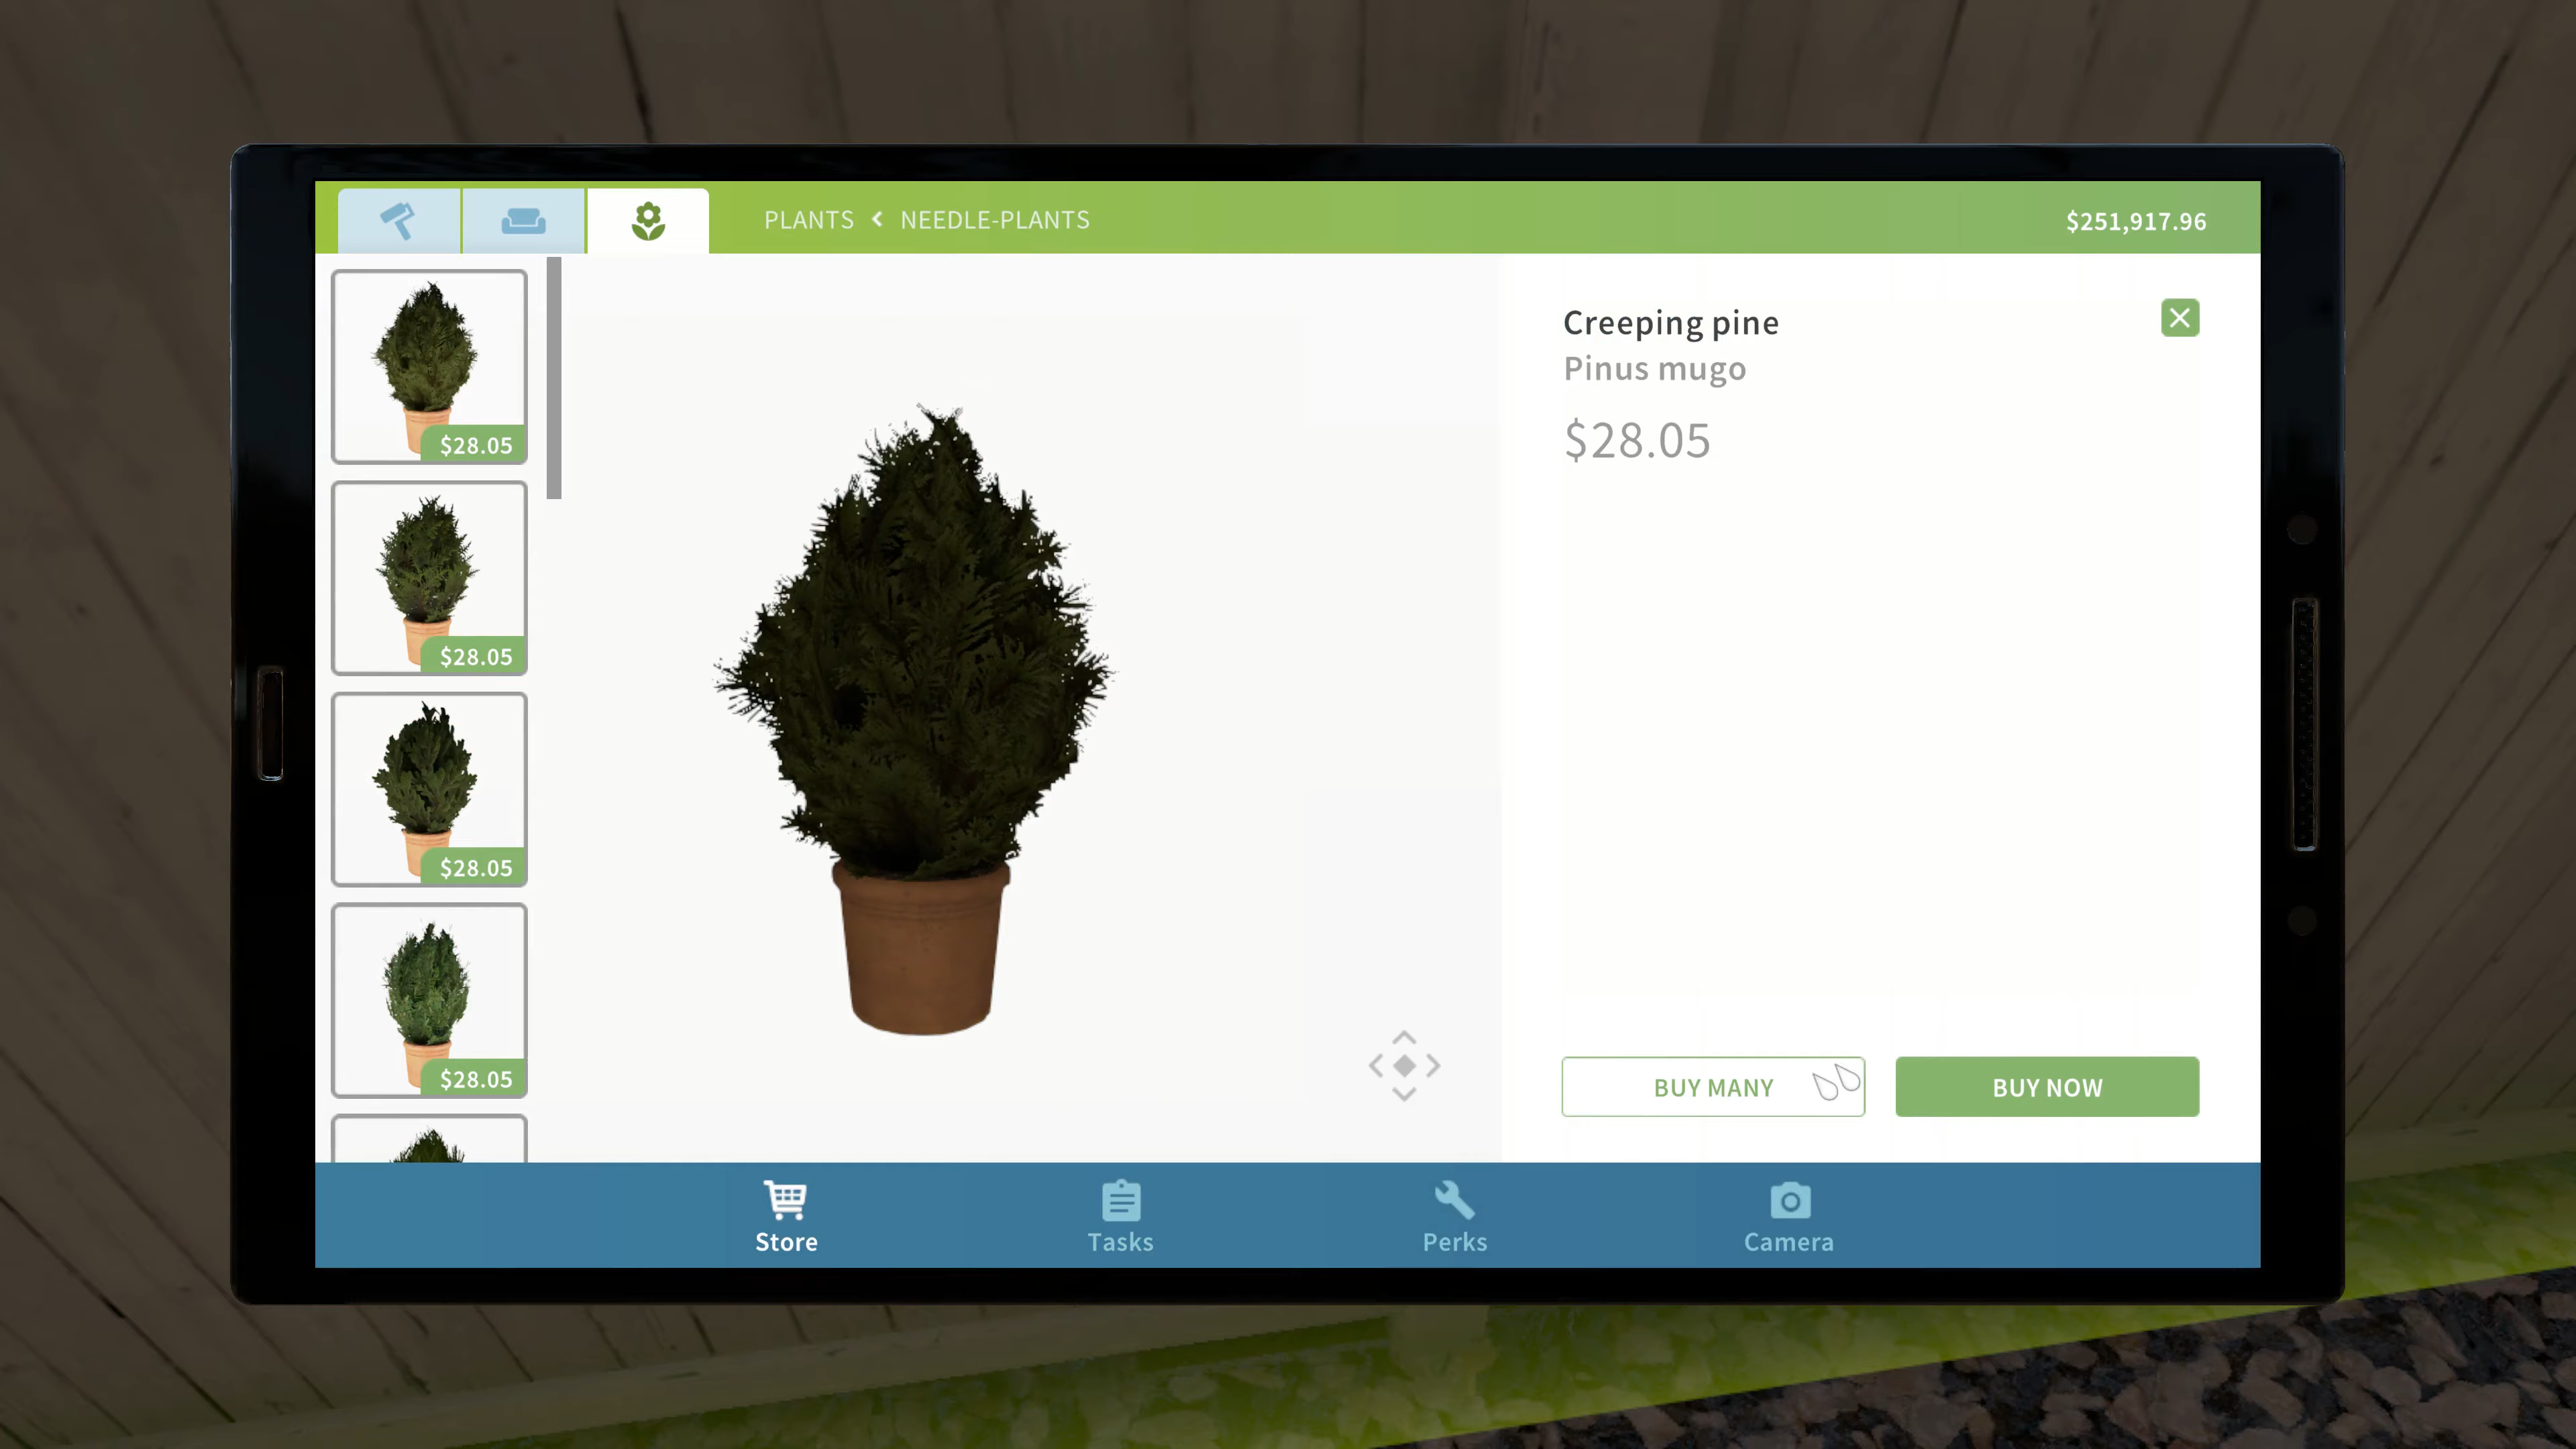 PLANTS < NEEDLE-PLANTS
$251,917.96
$28.05
$28.05
$28.05
$28.05
Creeping pine
Pinus mugo
$28.05
BUY MANY
BUY NOW
Store
Tasks
Perks
Camera